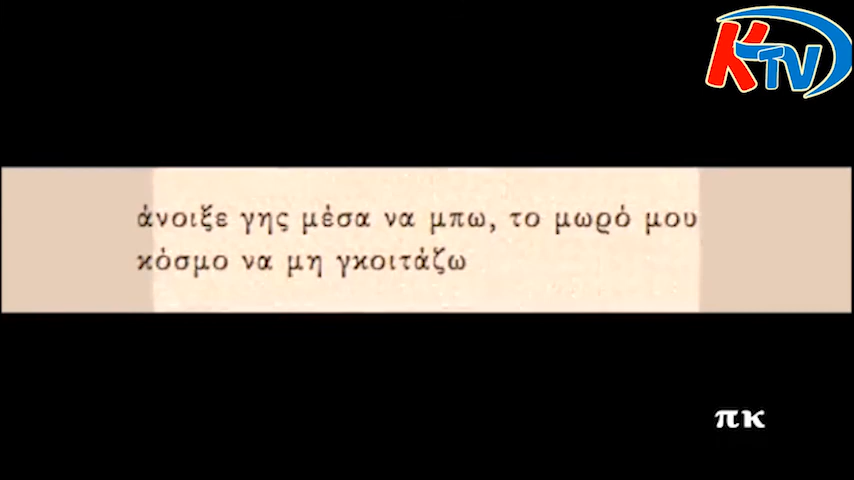 KTV
άνοιξε γης μέσα να μπω, το μωρό μου
κόσμο να μη γκοιτάζω
πκ